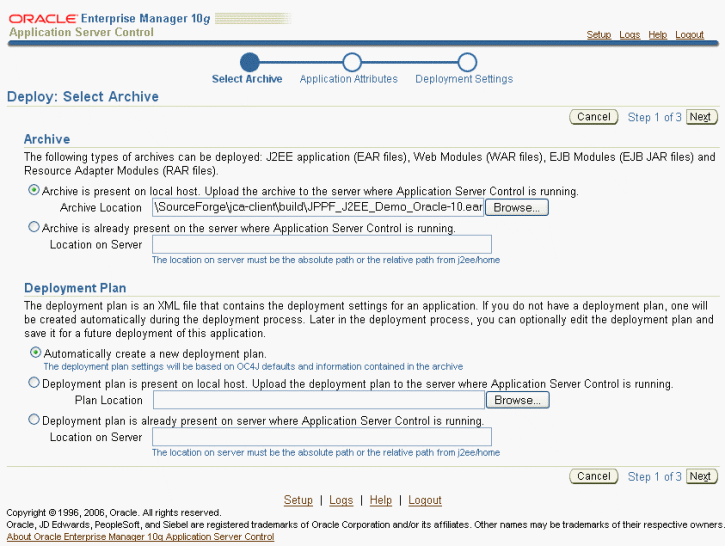 ORACLE Enterprise Manager 10g
Application Server Control
Setup Logs Help Logout
Select Archive Application Attributes Deployment Settings
Deploy: Select Archive
Cancel Step 1 of 3 Next
Archive
The following types of archives can be deployed: J2EE application (EAR files), Web Modules (WAR files), EJB Modules (EJB JAR files) and
Resource Adapter Modules (RAR files).
Archive is present on local host. Upload the archive to the server where Application Server Control is running.
Archive Location \SourceForge\jca-client\build\JPPF_J2EE_Demo_Oracle-10.ear Browse...
Archive is already present on the server where Application Server Control is running.
Location on Server
The location on server must be the absolute path or the relative path from j2ee/home
Deployment Plan
The deployment plan is an XML file that contains the deployment settings for an application. If you do not have a deployment plan, one will
be created automatically during the deployment process. Later in the deployment process, you can optionally edit the deployment plan and
save it for a future deployment of this application.
Automatically create a new deployment plan.
The deployment plan settings will be based on OC4J defaults and information contained in the archive
Deployment plan is present on local host. Upload the deployment plan to the server where Application Server Control is running.
Plan Location Browse...
Deployment plan is already present on server where Application Server Control is running.
Location on Server
The location on server must be the absolute path or the relative path from j2ee/home
Cancel Step 1 of 3 Next
Setup | Logs | Help | Logout
Copyright © 1996, 2006, Oracle. All rights reserved.
Oracle, JD Edwards, PeopleSoft, and Siebel are registered trademarks of Oracle Corporation and/or its affiliates. Other names may be trademarks of their respective owners.
About Oracle Enterprise Manager 10g Application Server Control